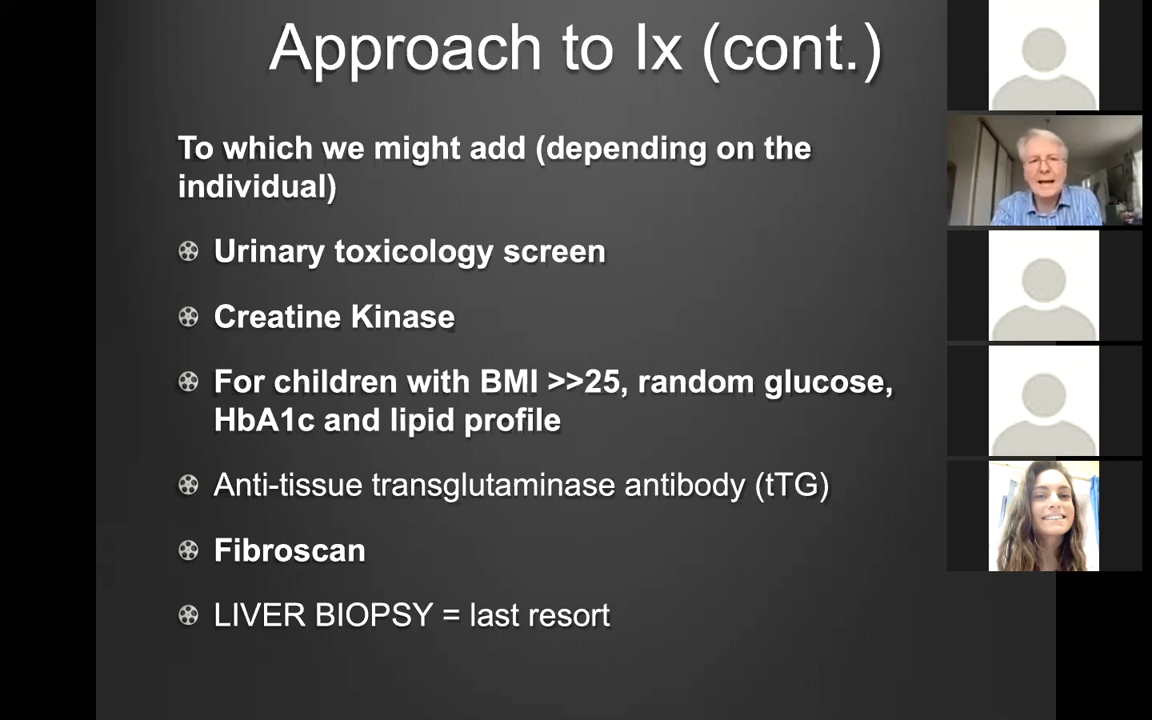 Approach to Ix (cont.)
To which we might add (depending on the
individual)
Urinary toxicology screen
Creatine Kinase
For children with BMI >>25, random glucose,
HbA1c and lipid profile
Anti-tissue transglutaminase antibody (tTG)
Fibroscan
LIVER BIOPSY = last resort